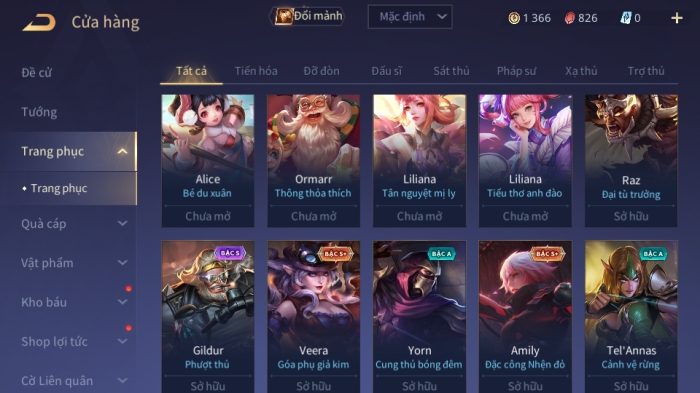 Cửa hàng
Đổi mảnh
Mặc định
1 366
826
0
Đề cử
Tướng
Trang phục
Trang phục
Quà cáp
Vật phẩm
Kho báu
Shop lợi tức
Cờ Liên quân
Tất cả Tiến hóa Đỡ đòn Đấu sĩ Sát thủ Pháp sư Xạ thủ Trợ thủ
Alice
Bé du xuân
Chưa mở
Ormarr
Thông thỏa thích
Chưa mở
Liliana
Tân nguyệt mị ly
Chưa mở
Liliana
Tiểu thơ anh đào
Chưa mở
Raz
Đại tù trưởng
Sở hữu
BẬC S
Gildur
Phượt thủ
Sở hữu
BẬC S+
Veera
Góa phụ giả kim
Sở hữu
BẬC A
Yorn
Cung thủ bóng đêm
Sở hữu
BẬC S+
Amily
Đặc công Nhện đỏ
Sở hữu
BẬC A
Tel'Annas
Cảnh vệ rừng
Sở hữu